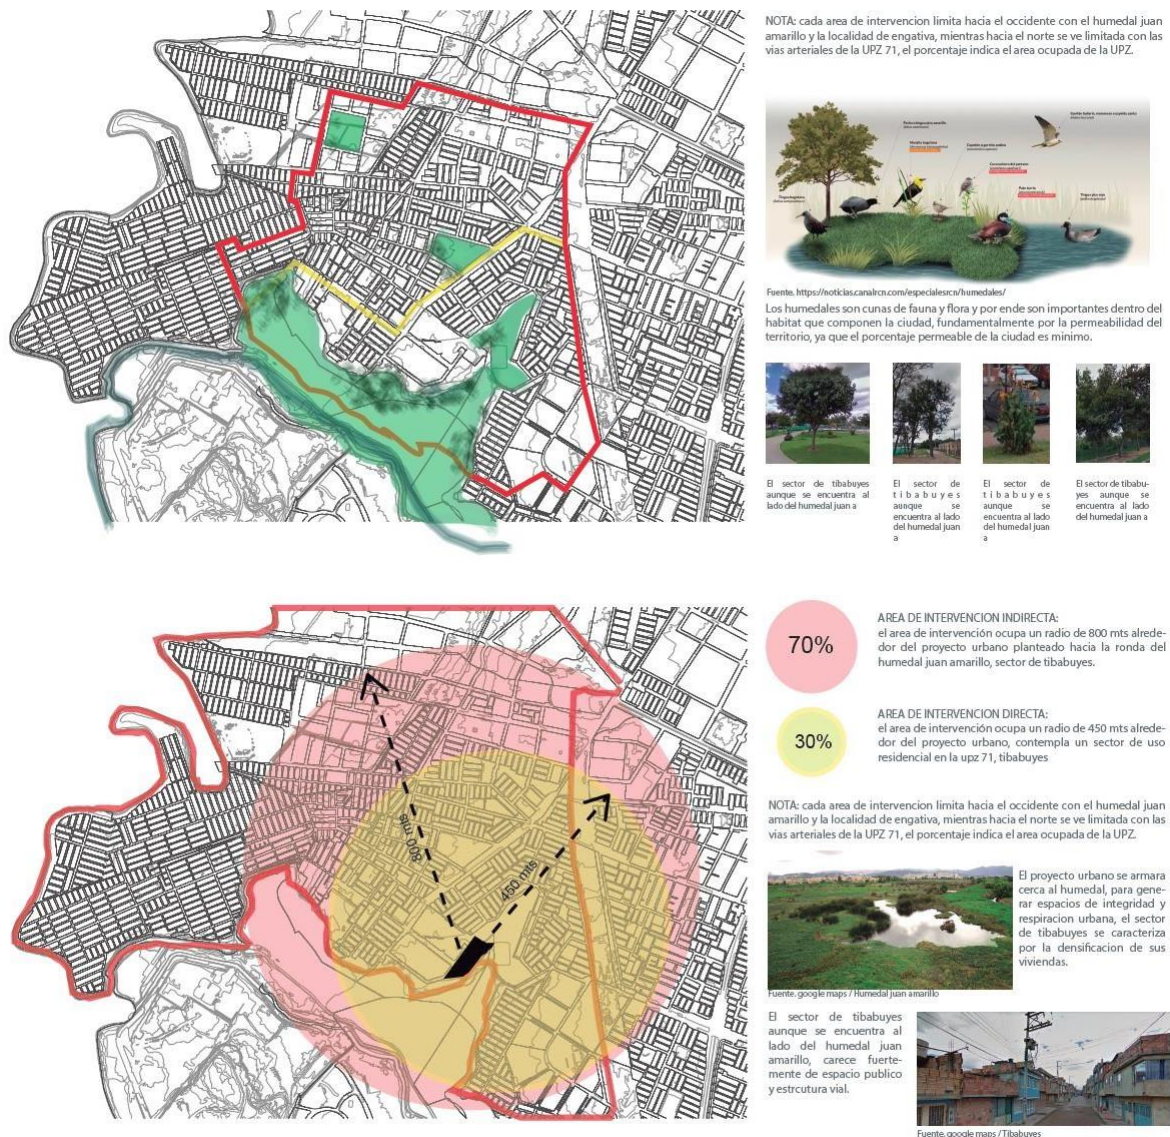 NOTA: cada area de intervencion limita hacia el occidente con el humedal juan
amarillo y la localidad de engativa, mientras hacia el norte se ve limitada con las
vias arteriales de la UPZ 71, el porcentaje indica el area ocupada de la UPZ.
Fuente. https://noticias.canalrcn.com/especialesrcn/humedales/
Los humedales son cunas de fauna y flora y por ende son importantes dentro del
habitat que componen la ciudad, fundamentalmente por la permeabilidad del
territorio, ya que el porcentaje permeable de la ciudad es minimo.
El sector de tibabuyes
aunque se encuentra al
lado del humedal juan a
El sector de
tibabuyes
aunque se
encuentra al lado
del humedal juan
a
El sector de
tibabuyes
aunque se
encuentra al lado
del humedal juan
a
El sector de tibabu-
yes aunque se
encuentra al lado
del humedal juan a
800 mts
450 mts
70%
AREA DE INTERVENCION INDIRECTA:
el area de intervención ocupa un radio de 800 mts alrede-
dor del proyecto urbano planteado hacia la ronda del
humedal juan amarillo, sector de tibabuyes.
30%
AREA DE INTERVENCION DIRECTA:
el area de intervención ocupa un radio de 450 mts alrede-
dor del proyecto urbano, contempla un sector de uso
residencial en la upz 71, tibabuyes
NOTA: cada area de intervencion limita hacia el occidente con el humedal juan
amarillo y la localidad de engativa, mientras hacia el norte se ve limitada con las
vias arteriales de la UPZ 71, el porcentaje indica el area ocupada de la UPZ.
El proyecto urbano se armara
cerca al humedal, para gene-
rar espacios de integridad y
respiracion urbana, el sector
de tibabuyes se caracteriza
por la densificacion de sus
viviendas.
Fuente. google maps / Humedal juan amarillo
El sector de tibabuyes
aunque se encuentra al
lado del humedal juan
amarillo, carece fuerte-
mente de espacio publico
y estrcutura vial.
Fuente. google maps / Tibabuyes